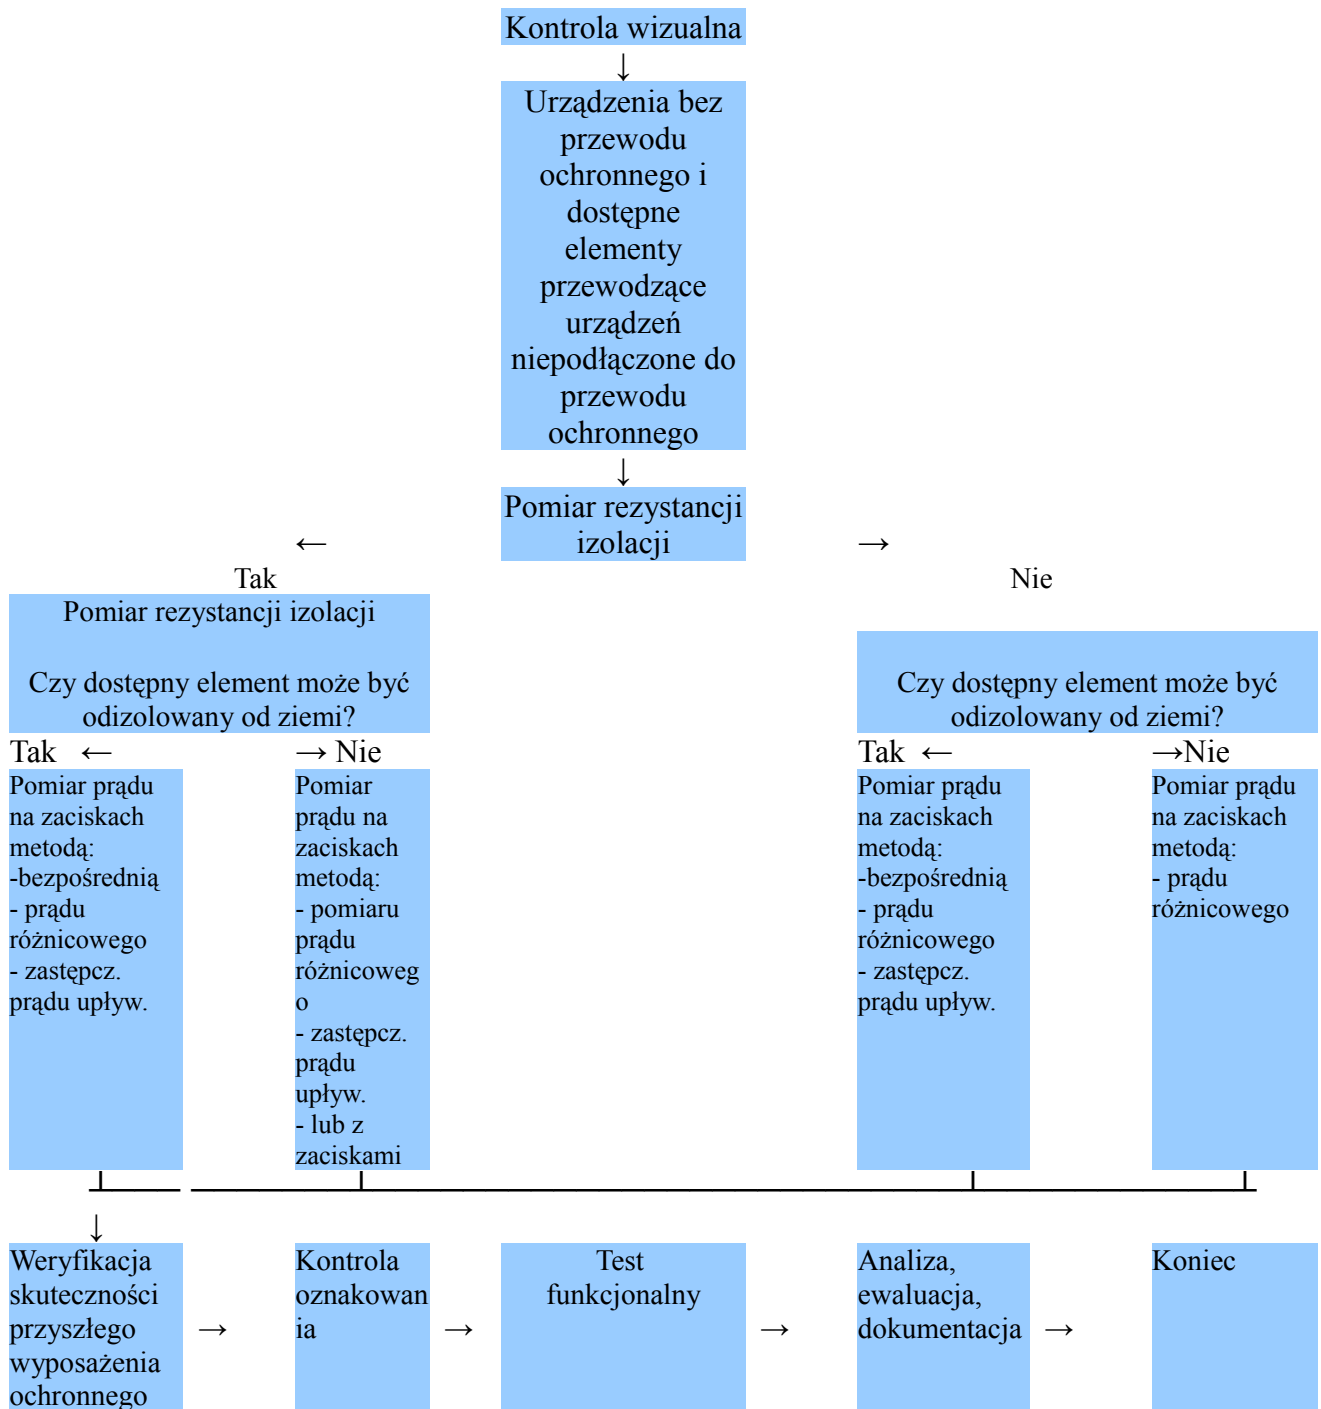 Kontrola wizualna
↓
Urządzenia bez
przewodu
ochronnego i
dostępne
elementy
przewodzące
urządzeń
niepodłączone do
przewodu
ochronnego
↓
Pomiar rezystancji
izolacji
← →
Tak
Nie
Pomiar rezystancji izolacji
Czy dostępny element może być
odizolowany od ziemi?
Czy dostępny element może być
odizolowany od ziemi?
Tak ←
→ Nie
Tak ←
→Nie
Pomiar prądu
na zaciskach
metodą:
-bezpośrednią
- prądu
różnicowego
- zastępcz.
prądu upływ.
Pomiar
prądu na
zaciskach
metodą:
- pomiaru
prądu
różnicoweg
o
- zastępcz.
prądu
upływ.
- lub z
zaciskami
Pomiar prądu
na zaciskach
metodą:
-bezpośrednią
- prądu
różnicowego
- zastępcz.
prądu upływ.
Pomiar prądu
na zaciskach
metodą:
- prądu
różnicowego
↓
Weryfikacja
skuteczności
przyszłego
wyposażenia
ochronnego
→
Kontrola
oznakowan
ia
→
Test
funkcjonalny
→
Analiza,
ewaluacja,
dokumentacja
→
Koniec